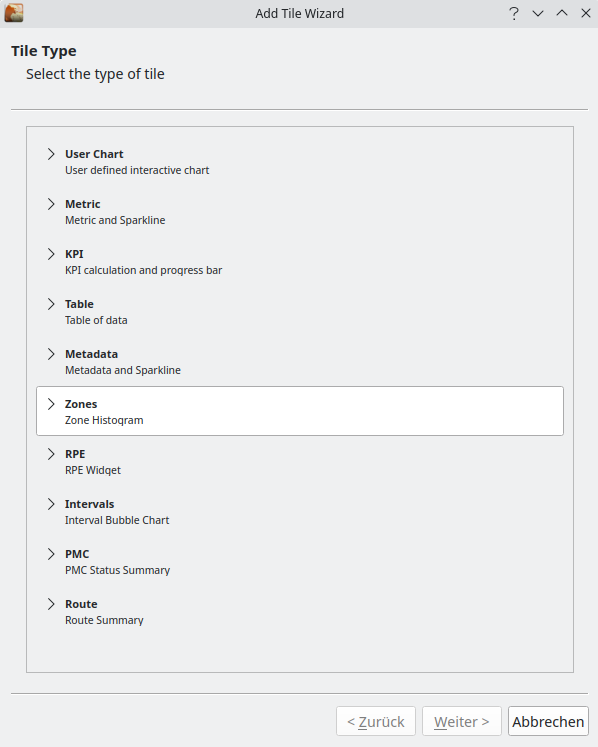 Add Tile Wizard
?
Tile Type
Select the type of tile
User Chart
User defined interactive chart
Metric
Metric and Sparkline
KPI
KPI calculation and progress bar
Table
Table of data
Metadata
Metadata and Sparkline
Zones
Zone Histogram
RPE
RPE Widget
Intervals
Interval Bubble Chart
PMC
PMC Status Summary
Route
Route Summary
< Zurück Weiter > Abbrechen